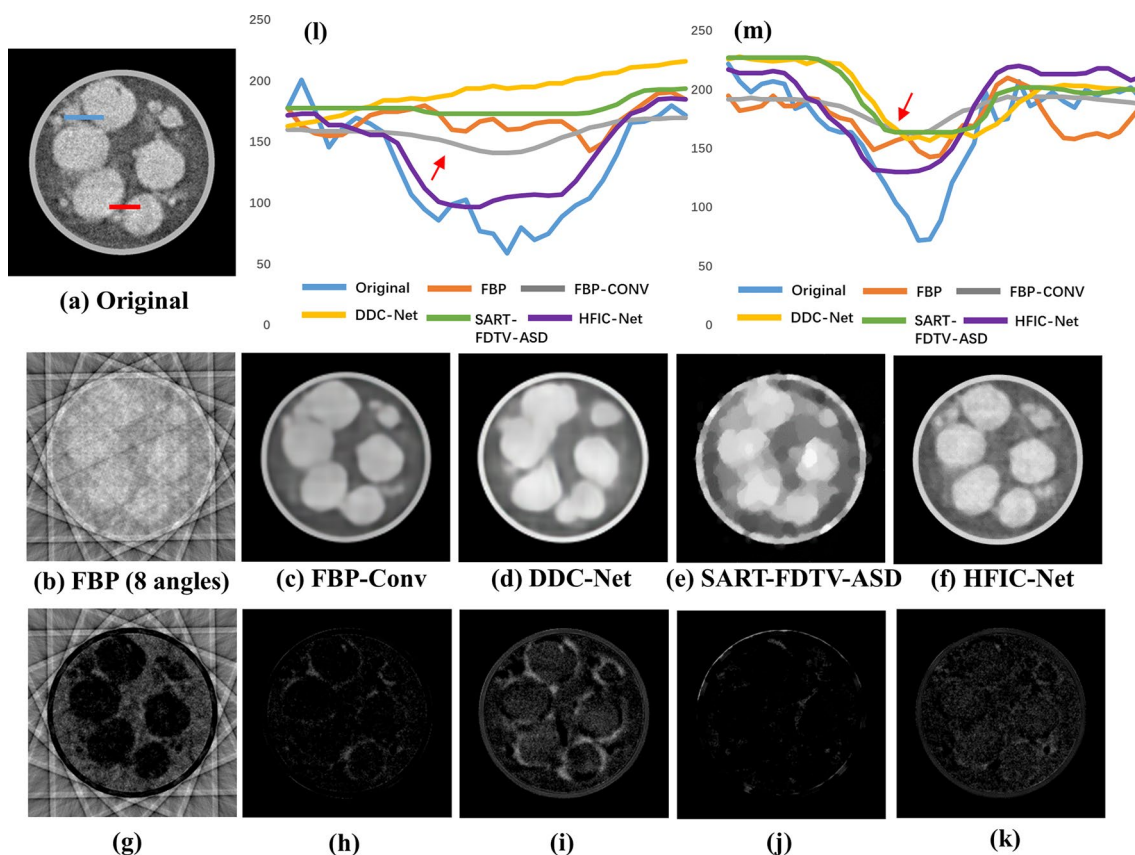 250
(l)
200
150
100
50
0
Original
FBP
FBP-CONV
DDC-Net
SART-
FDTV-ASD
HFIC-Net
250
(m)
200
150
100
50
0
Original
FBP
FBP-CONV
DDC-Net
SART-
FDTV-ASD
HFIC-Net
(a) Original
(b) FBP (8 angles)
(c) FBP-Conv
(d) DDC-Net
(e) SART-FDTV-ASD
(f) HFIC-Net
(g)
(h)
(i)
(j)
(k)